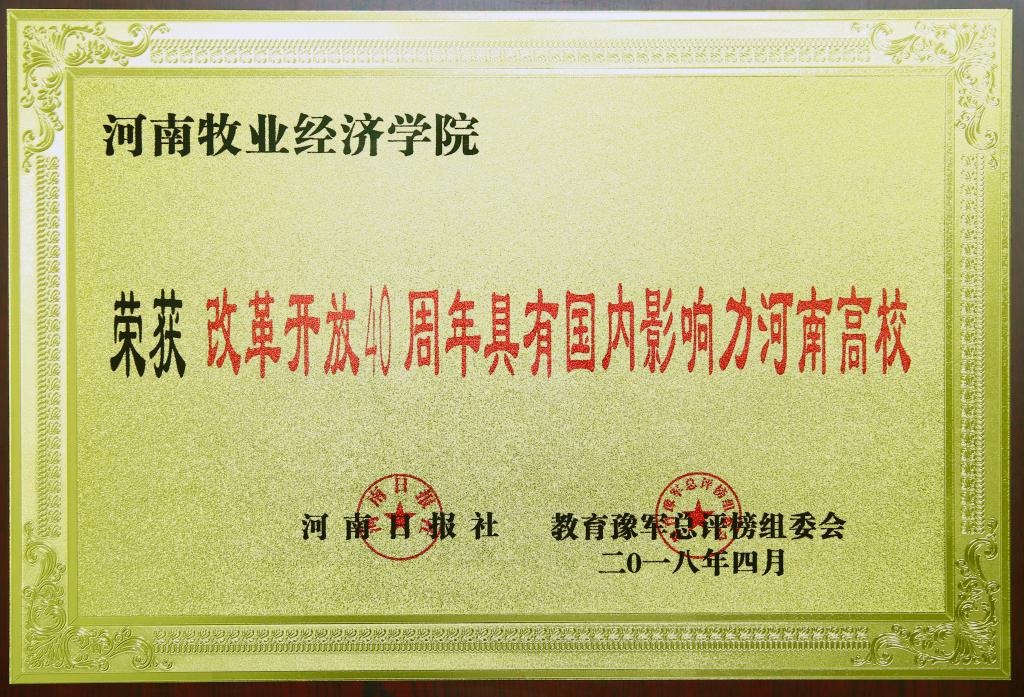 河南牧业经济学院
荣获 改革开放40周年具有国内影响力河南高校
河南日报社 教育豫军总评榜组委会
二0一八年四月